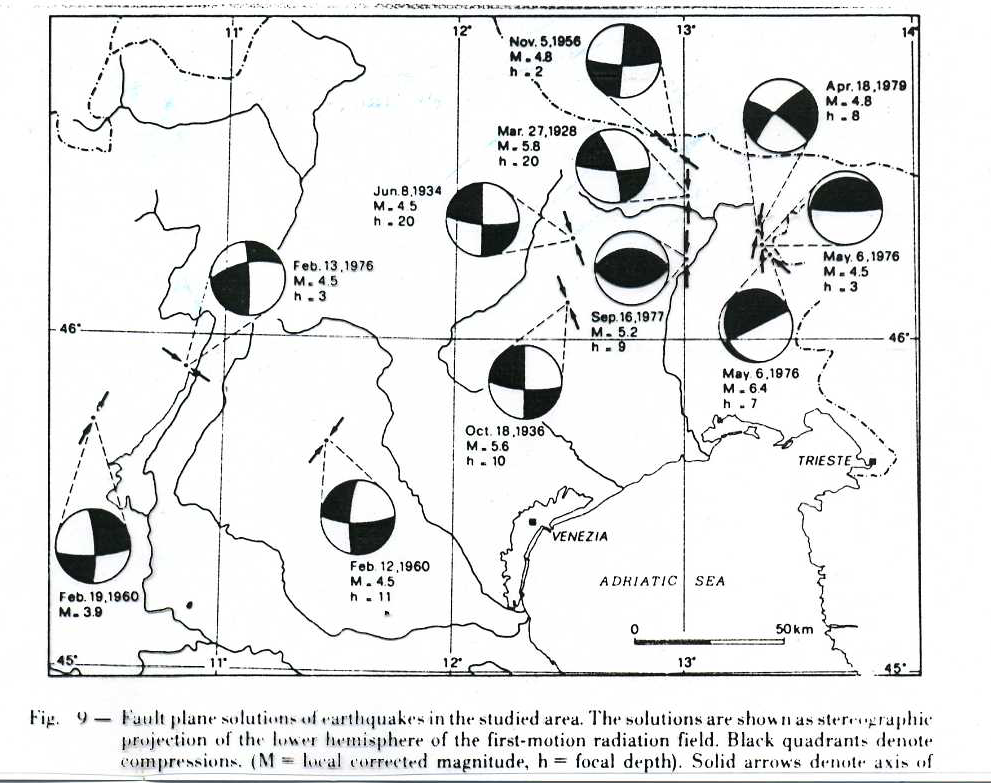 11°
12°
13°
14°
Nov. 5,1956
M = 4.8
h = 2
Apr. 18,1979
M = 4.8
h = 8
Mar. 27,1928
M = 5.8
h = 20
Jun. 8,1934
M = 4.5
h = 20
Feb. 13,1976
M = 4.5
h = 3
May. 6,1976
M = 4.5
h = 3
Sep. 16,1977
M = 5.2
h = 9
46°
46°
May. 6,1976
M = 6.4
h = 7
Oct. 18,1936
M = 5.6
h = 10
TRIESTE
VENEZIA
Feb. 12,1960
M = 4.5
h = 11
ADRIATIC SEA
Feb. 19,1960
M = 3.9
0 50 km
45°
11°
12°
13°
45°
Fig. 9 — Fault plane solutions of earthquakes in the studied area. The solutions are shown as stereographic
projection of the lower hemisphere of the first-motion radiation field. Black quadrants denote
compressions. (M = local corrected magnitude, h = focal depth). Solid arrows denote axis of